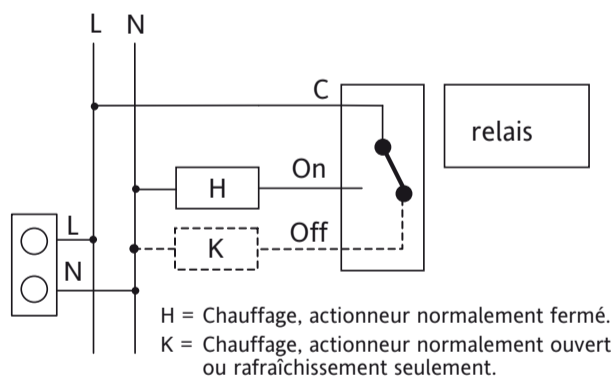 L N
C
relais
On
H
Off
K
L
N
H = Chauffage, actionneur normalement fermé.
K = Chauffage, actionneur normalement ouvert
ou rafraîchissement seulement.